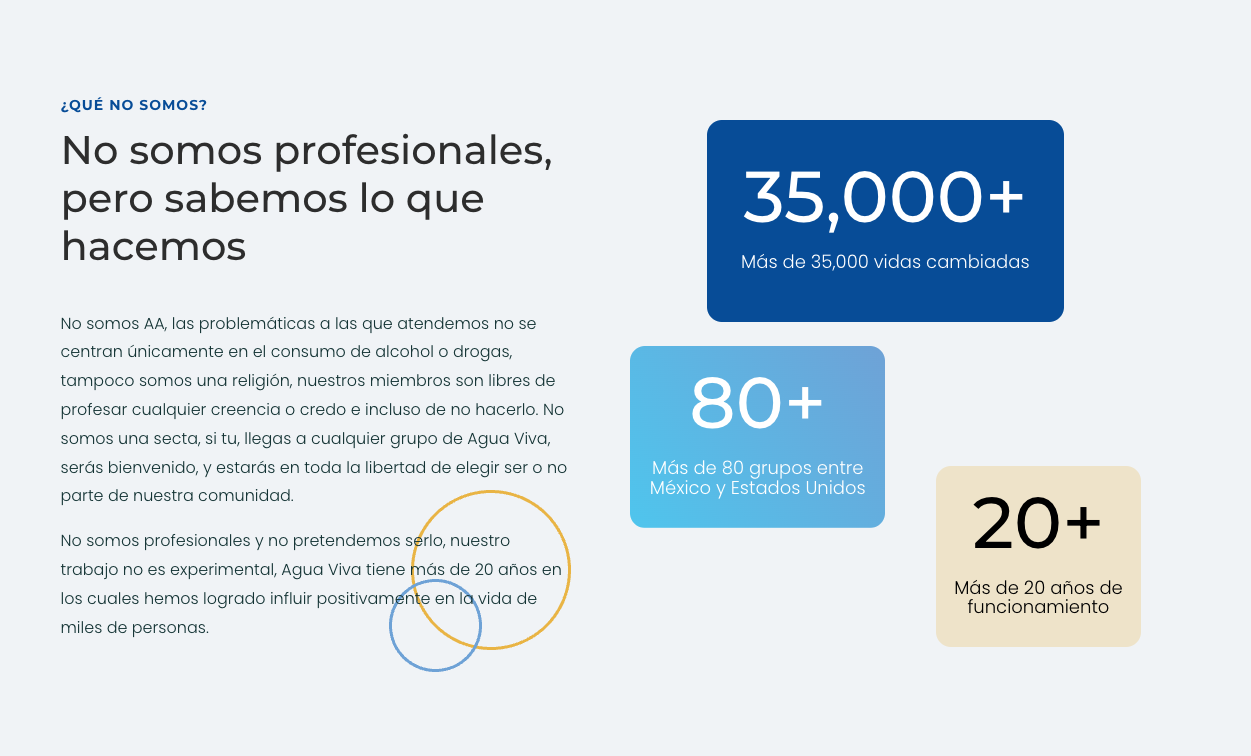 ¿QUÉ NO SOMOS?
No somos profesionales,
pero sabemos lo que
hacemos
No somos AA, las problemáticas a las que atendemos no se
centran únicamente en el consumo de alcohol o drogas,
tampoco somos una religión, nuestros miembros son libres de
profesar cualquier creencia o credo e incluso de no hacerlo. No
somos una secta, si tu, llegas a cualquier grupo de Agua Viva,
serás bienvenido, y estarás en toda la libertad de elegir ser o no
parte de nuestra comunidad.
No somos profesionales y no pretendemos serlo, nuestro
trabajo no es experimental, Agua Viva tiene más de 20 años en
los cuales hemos logrado influir positivamente en la vida de
miles de personas.
35,000+
Más de 35,000 vidas cambiadas
80+
Más de 80 grupos entre
México y Estados Unidos
20+
Más de 20 años de
funcionamiento